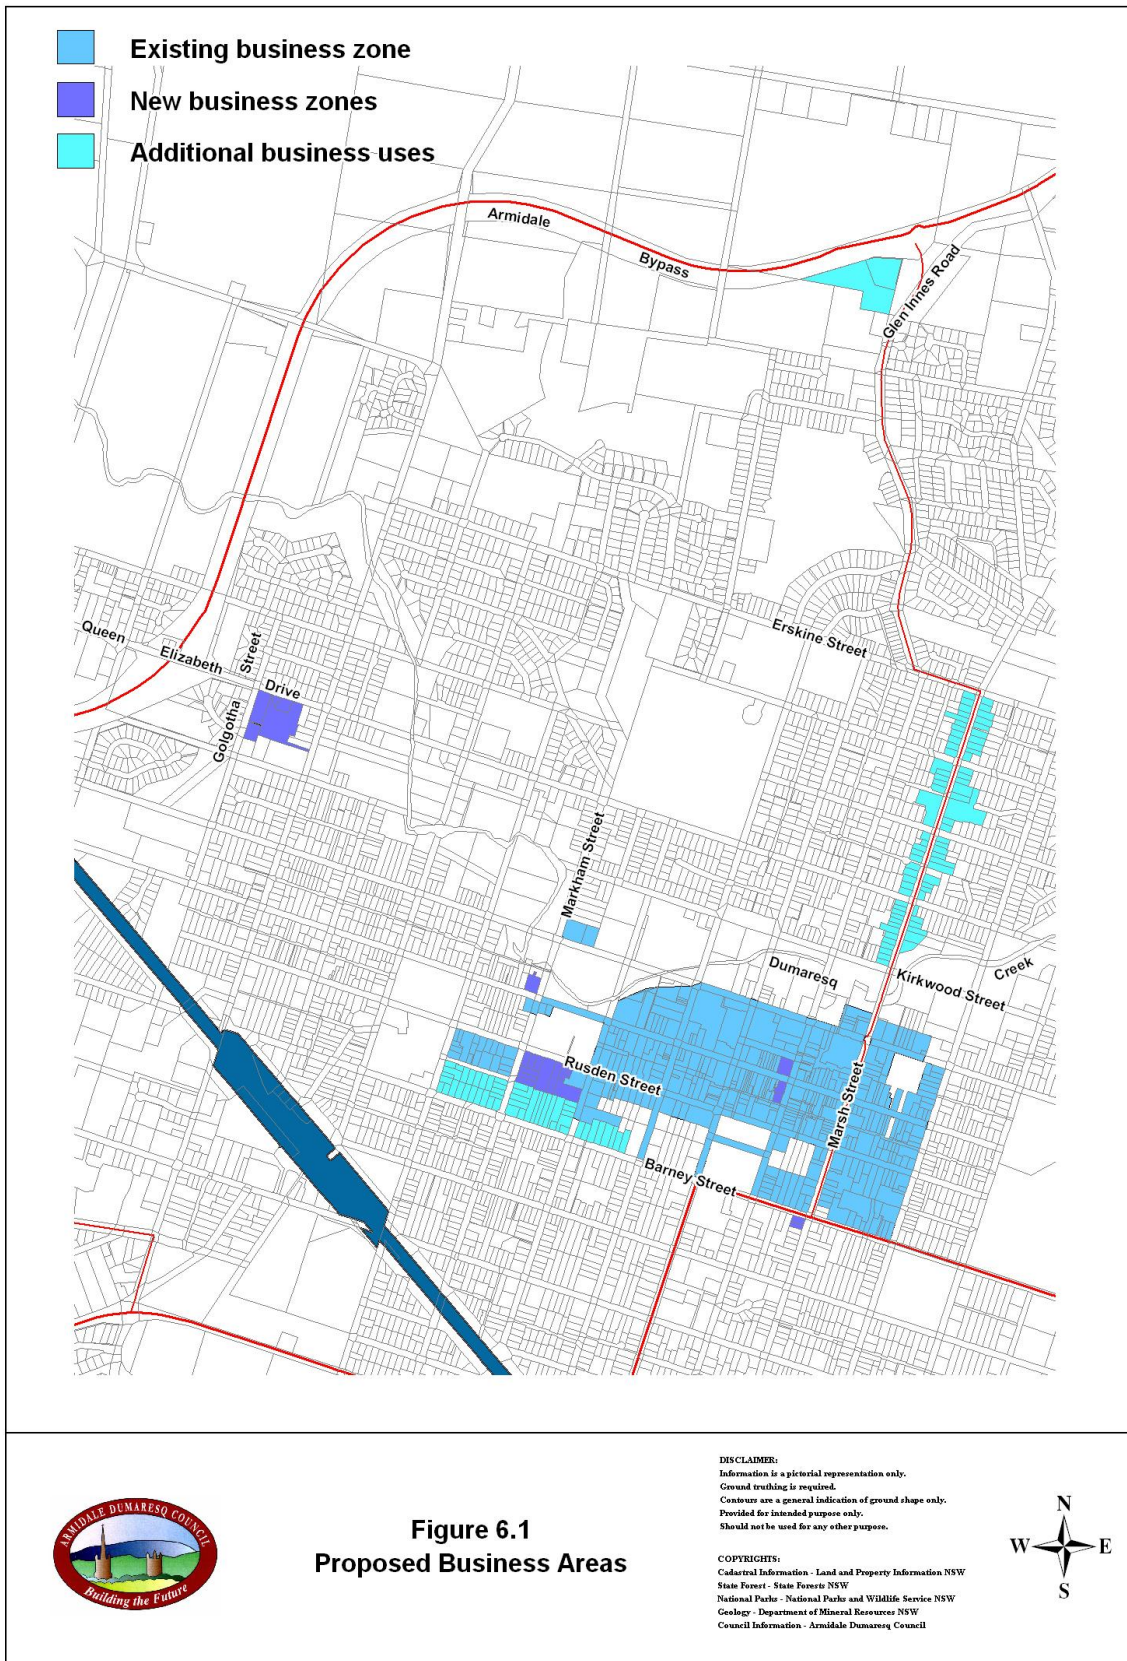 Existing business zone
New business zones
Additional business uses
Armidale
Bypass
Glen Innes Road
Erskine Street
Queen
Elizabeth
Drive
Golgotha
Street
Markham Street
Dumaresq
Creek
Kirkwood Street
Rusden Street
Marsh Street
Barney Street
ARMIDALE DUMARESQ COUNCIL
Building the Future
Figure 6.1
Proposed Business Areas
DISCLAIMER:
Information is a pictorial representation only.
Ground truthing is required.
Contours are a general indication of ground shape only.
Provided for intended purpose only.
Should not be used for any other purpose.
COPYRIGHTS:
Cadastral Information - Land and Property Information NSW
State Forest - State Forests NSW
National Parks - National Parks and Wildlife Service NSW
Geology - Department of Mineral Resources NSW
Council Information - Armidale Dumaresq Council
N
W E
S